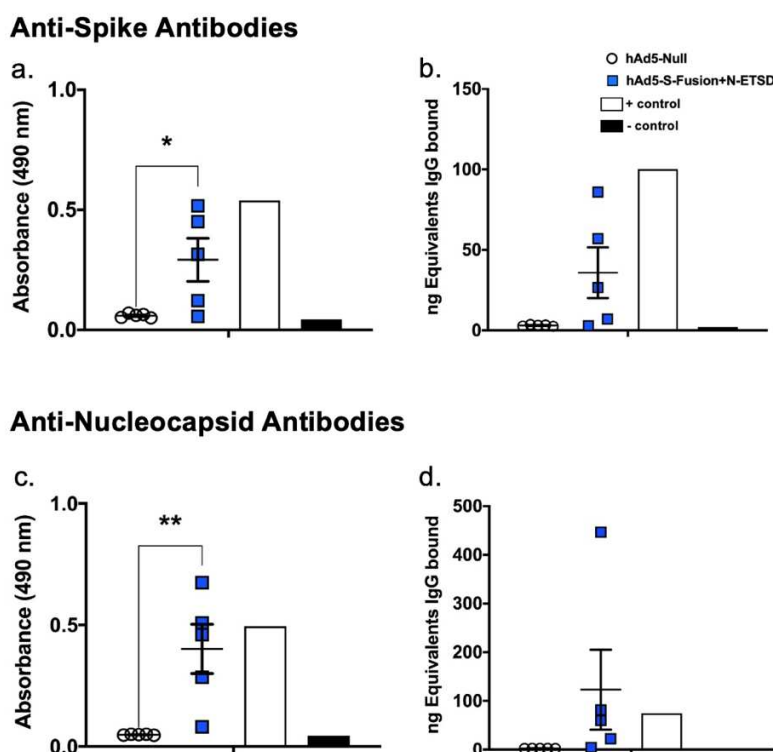 Anti-Spike Antibodies
a.
1.0
0.5
0.0
Absorbance (490 nm)
*
b.
150
100
50
0
ng Equivalents IgG bound
hAd5-Null
hAd5-S-Fusion+N-ETSD
+ control
- control
Anti-Nucleocapsid Antibodies
c.
1.0
0.5
0.0
Absorbance (490 nm)
**
d.
500
400
300
200
100
0
ng Equivalents IgG bound